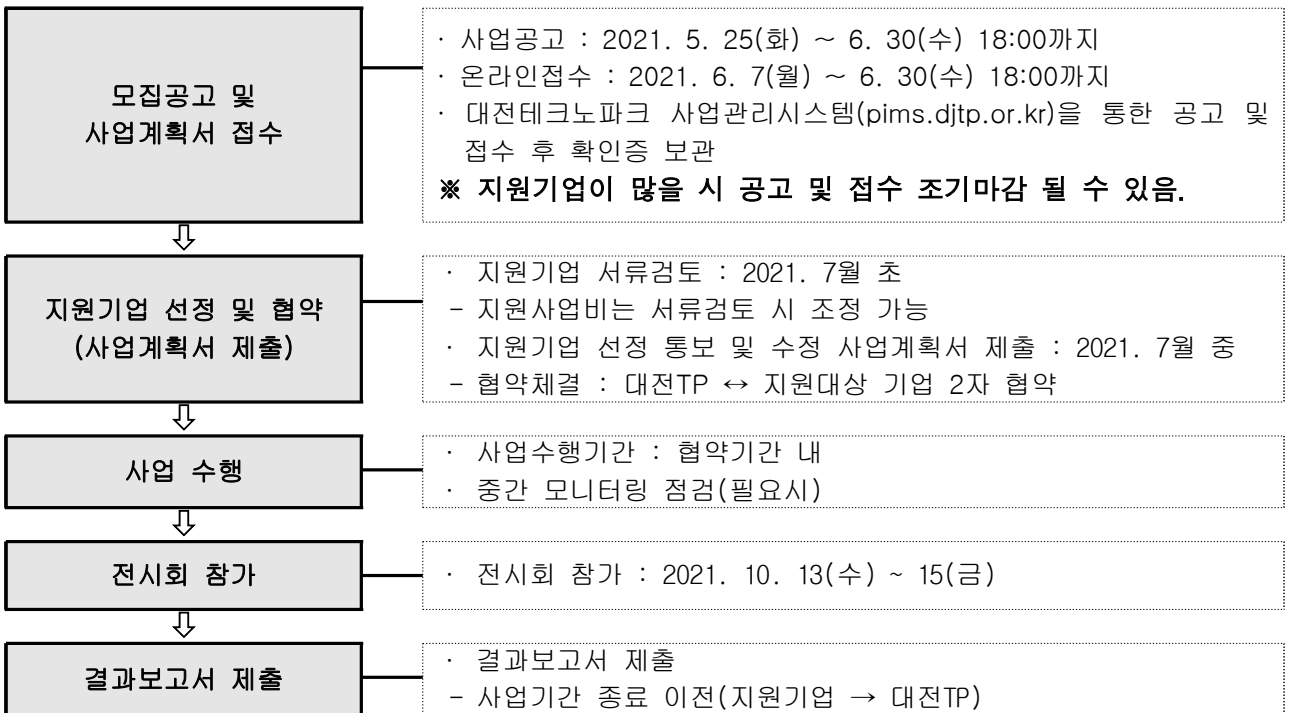 모집공고 및
사업계획서 접수
· 사업공고 : 2021. 5. 25(화) ~ 6. 30(수) 18:00까지
· 온라인접수 : 2021. 6. 7(월) ~ 6. 30(수) 18:00까지
· 대전테크노파크 사업관리시스템(pims.djtp.or.kr)을 통한 공고 및
접수 후 확인증 보관
※ 지원기업이 많을 시 공고 및 접수 조기마감 될 수 있음.
⇩
지원기업 선정 및 협약
(사업계획서 제출)
· 지원기업 서류검토 : 2021. 7월 초
- 지원사업비는 서류검토 시 조정 가능
· 지원기업 선정 통보 및 수정 사업계획서 제출 : 2021. 7월 중
- 협약체결 : 대전TP ↔ 지원대상 기업 2자 협약
⇩
사업 수행
· 사업수행기간 : 협약기간 내
· 중간 모니터링 점검(필요시)
⇩
전시회 참가
· 전시회 참가 : 2021. 10. 13(수) ~ 15(금)
⇩
결과보고서 제출
· 결과보고서 제출
- 사업기간 종료 이전(지원기업 → 대전TP)